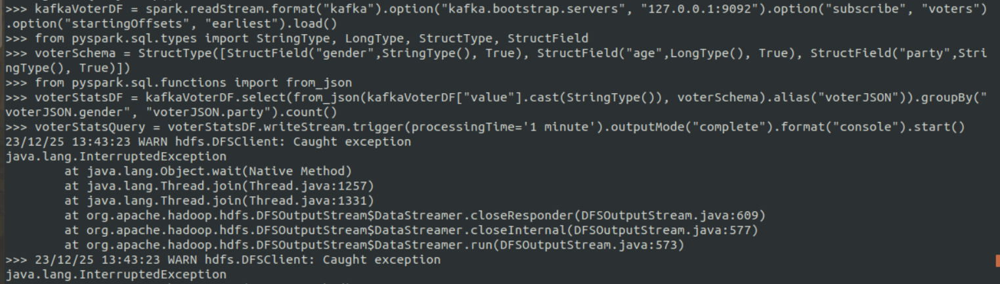 >>> kafkaVoterDF = spark.readStream.format("kafka").option("kafka.bootstrap.servers", "127.0.0.1:9092").option("subscribe", "voters")
.option("startingOffsets", "earliest").load()
>>> from pyspark.sql.types import StringType, LongType, StructType, StructField
>>> voterSchema = StructType([StructField("gender",StringType(), True), StructField("age",LongType(), True), StructField("party",Stri
ngType(), True)])
>>> from pyspark.sql.functions import from_json
>>> voterStatsDF = kafkaVoterDF.select(from_json(kafkaVoterDF["value"].cast(StringType()), voterSchema).alias("voterJSON")).groupBy("
voterJSON.gender", "voterJSON.party").count()
>>> voterStatsQuery = voterStatsDF.writeStream.trigger(processingTime='1 minute').outputMode("complete").format("console").start()
23/12/25 13:43:23 WARN hdfs.DFSClient: Caught exception
java.lang.InterruptedException
        at java.lang.Object.wait(Native Method)
        at java.lang.Thread.join(Thread.java:1257)
        at java.lang.Thread.join(Thread.java:1331)
        at org.apache.hadoop.hdfs.DFSOutputStream$DataStreamer.closeResponder(DFSOutputStream.java:609)
        at org.apache.hadoop.hdfs.DFSOutputStream$DataStreamer.closeInternal(DFSOutputStream.java:577)
        at org.apache.hadoop.hdfs.DFSOutputStream$DataStreamer.run(DFSOutputStream.java:573)
>>> 23/12/25 13:43:23 WARN hdfs.DFSClient: Caught exception
java.lang.InterruptedException